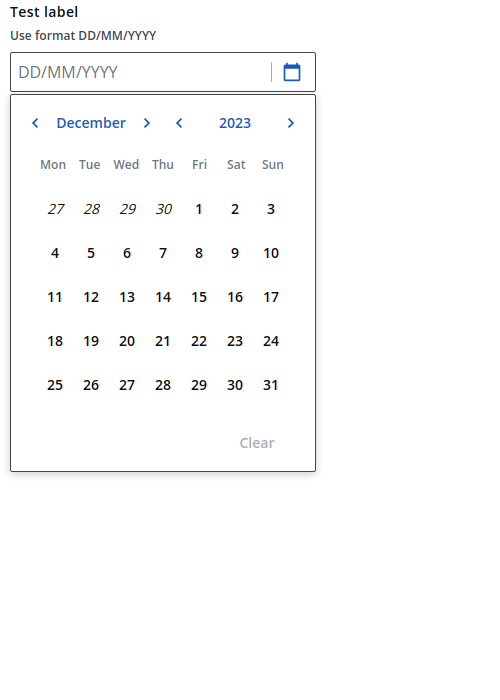 Test label
Use format DD/MM/YYYY
DD/MM/YYYY
December 2023
Mon Tue Wed Thu Fri Sat Sun
27 28 29 30 1 2 3
4 5 6 7 8 9 10
11 12 13 14 15 16 17
18 19 20 21 22 23 24
25 26 27 28 29 30 31
Clear